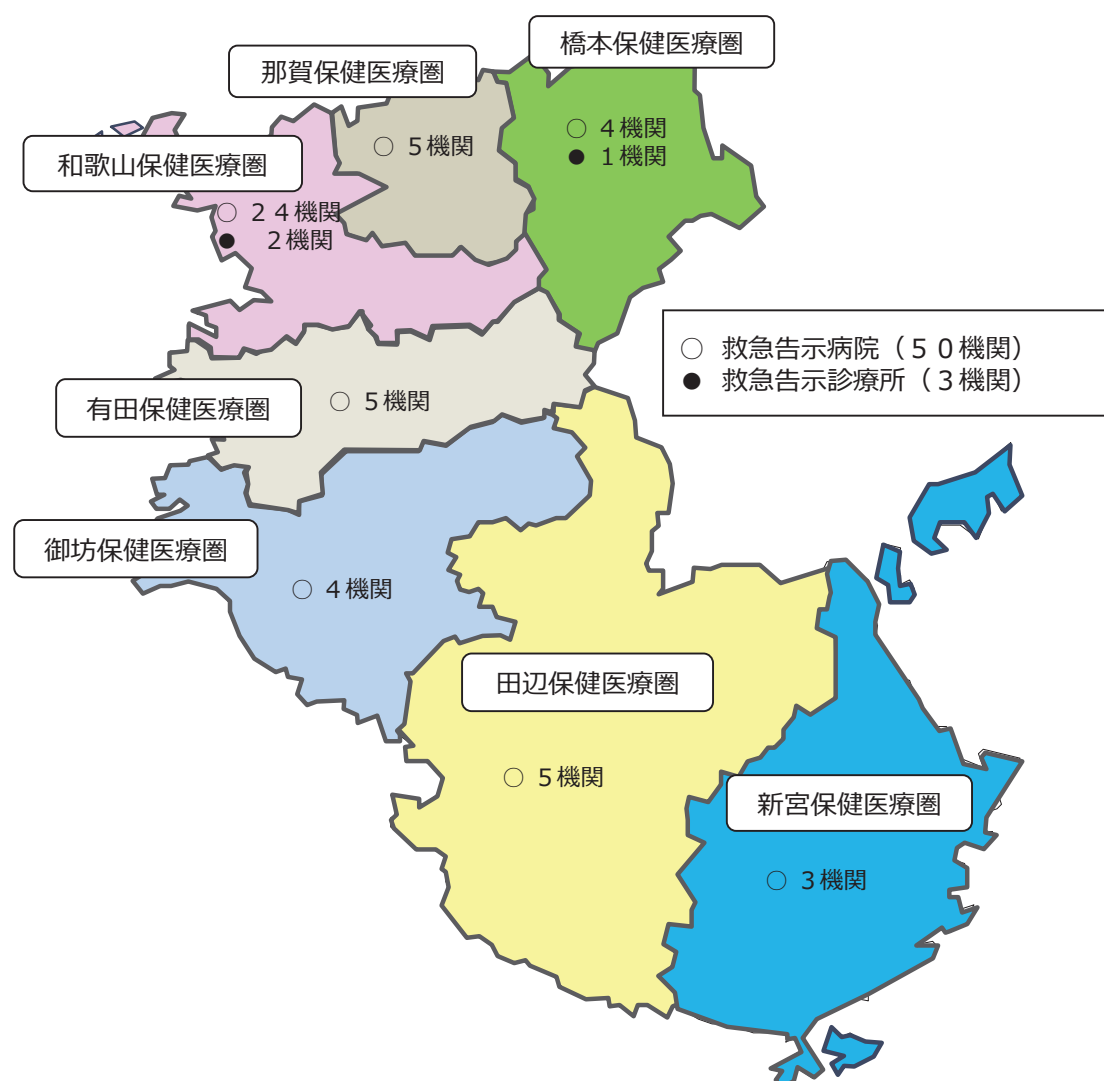 橋本保健医療圏
那賀保健医療圏
○ ４機関
● １機関
○ ５機関
和歌山保健医療圏
○ ２４機関
● ２機関
○ 救急告示病院（５０機関）
● 救急告示診療所（３機関）
有田保健医療圏
○ ５機関
御坊保健医療圏
○ ４機関
田辺保健医療圏
○ ５機関
新宮保健医療圏
○ ３機関